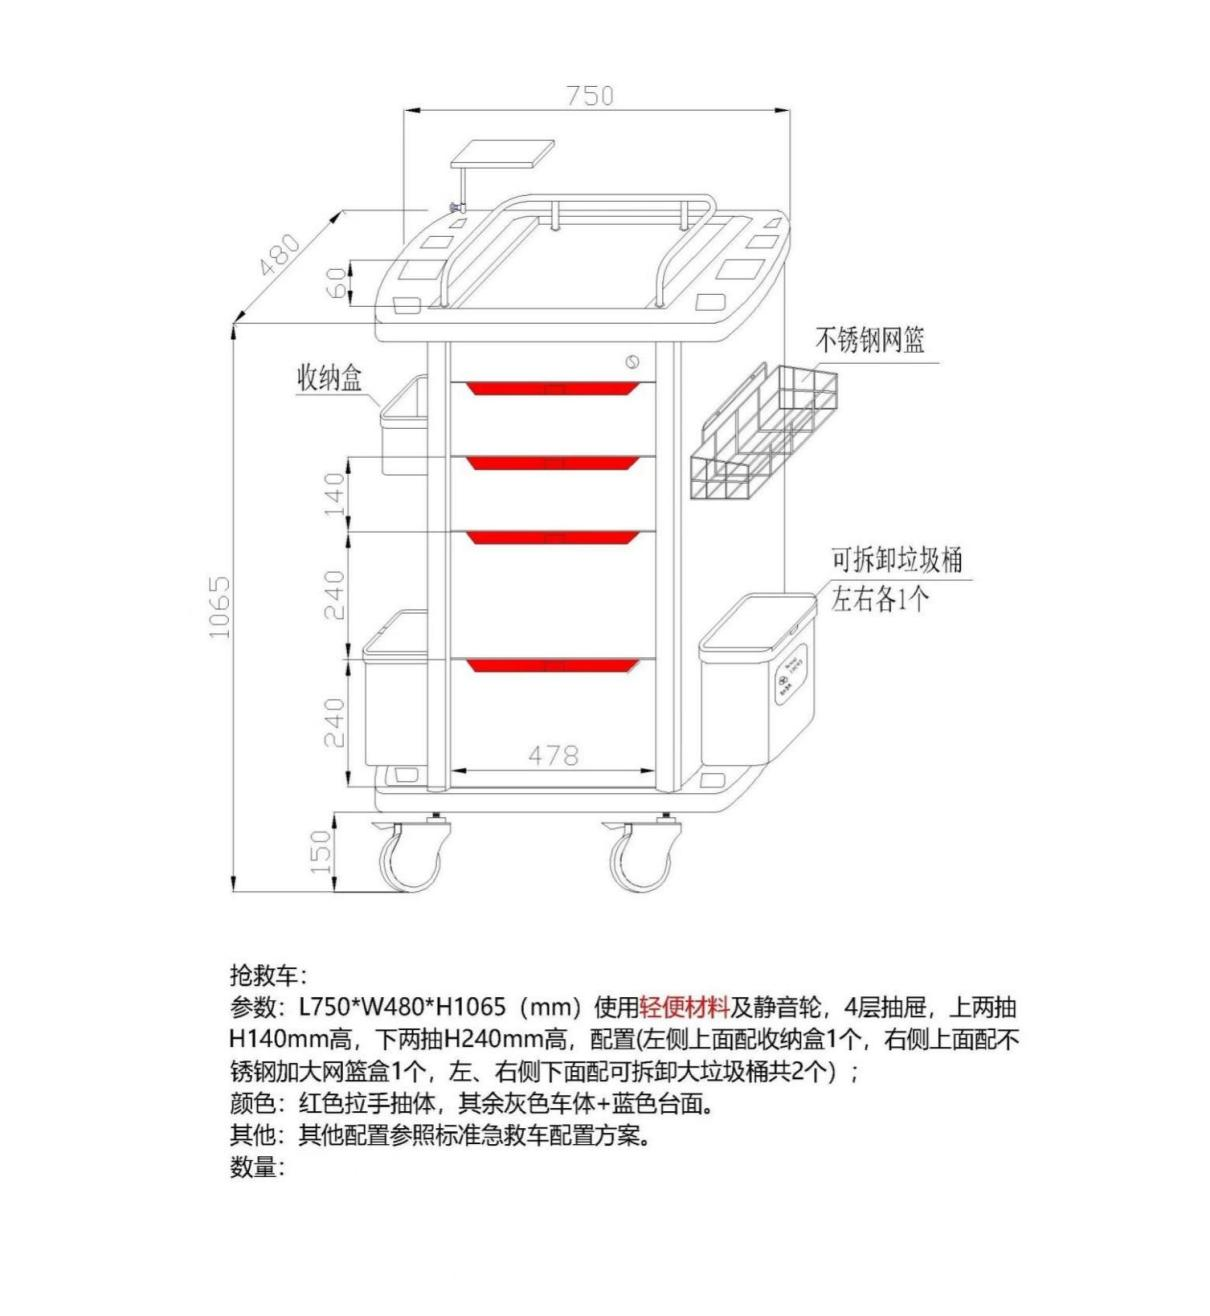 750
480
60
不锈钢网篮
收纳盒
140
可拆卸垃圾桶
左右各1个
240
1065
240
478
150
抢救车：
参数：L750*W480*H1065（mm）使用轻便材料及静音轮，4层抽屉，上两抽
H140mm高，下两抽H240mm高，配置(左侧上面配收纳盒1个，右侧上面配不
锈钢加大网篮盒1个，左、右侧下面配可拆卸大垃圾桶共2个）；
颜色：红色拉手抽体，其余灰色车体+蓝色台面。
其他：其他配置参照标准急救车配置方案。
数量：